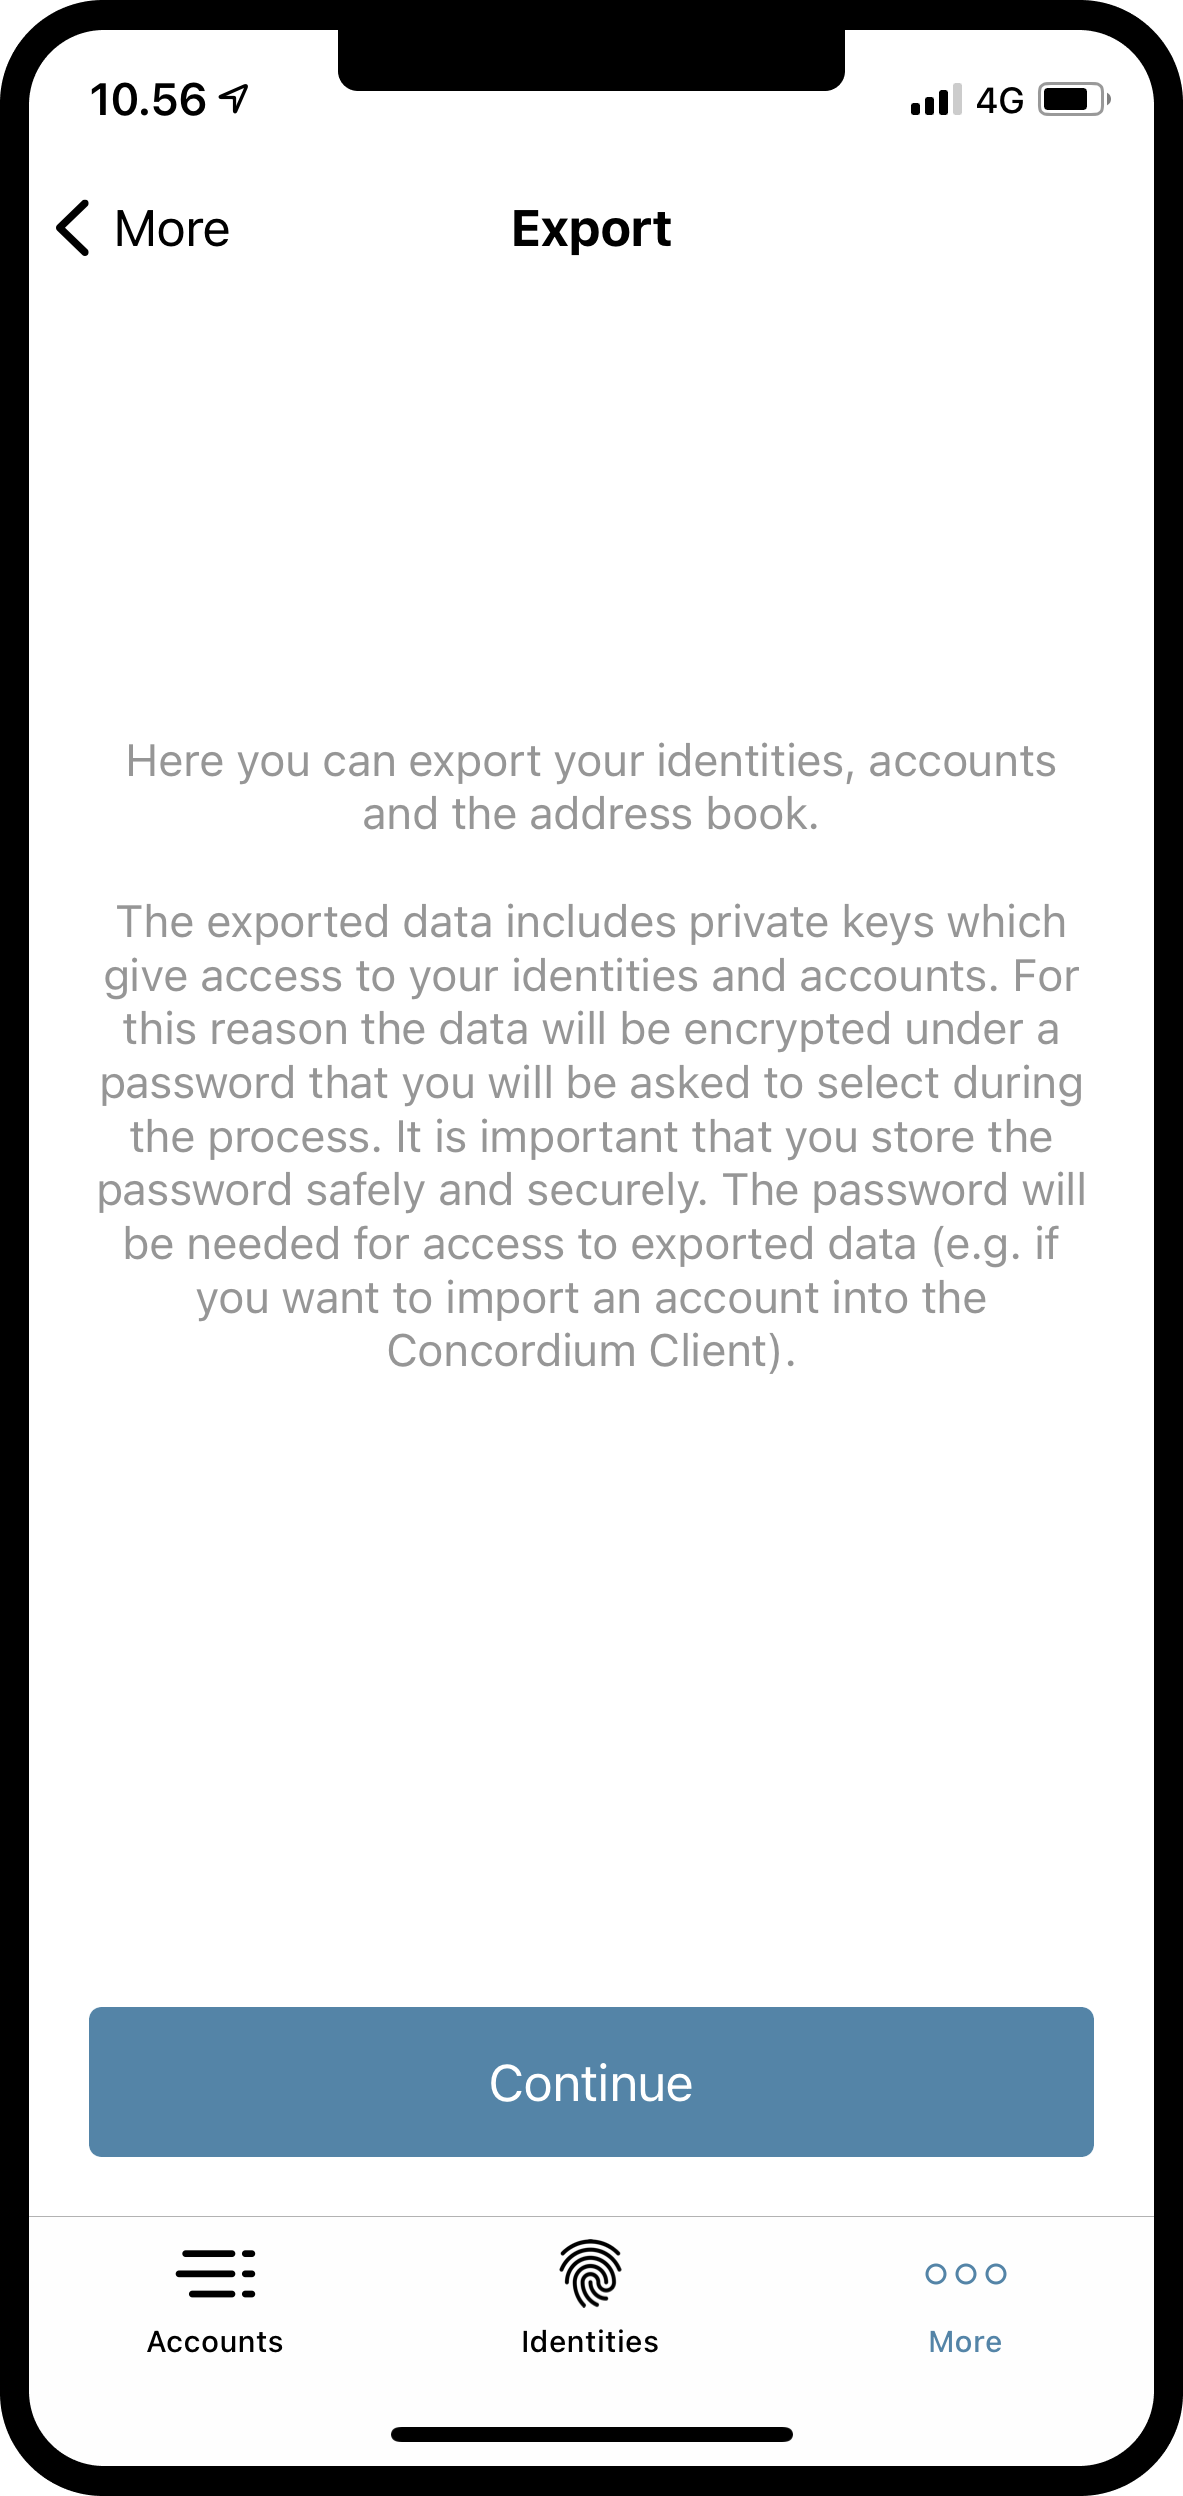 10.56
4G
More
Export
Here you can export your identities, accounts
and the address book.
The exported data includes private keys which
give access to your identities and accounts. For
this reason the data will be encrypted under a
password that you will be asked to select during
the process. It is important that you store the
password safely and securely. The password will
be needed for access to exported data (e.g. if
you want to import an account into the
Concordium Client).
Continue
Accounts
Identities
More